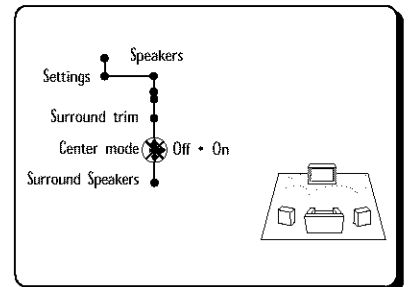 Speakers
Settings
Surround trim
Center mode Off • On
Surround Speakers